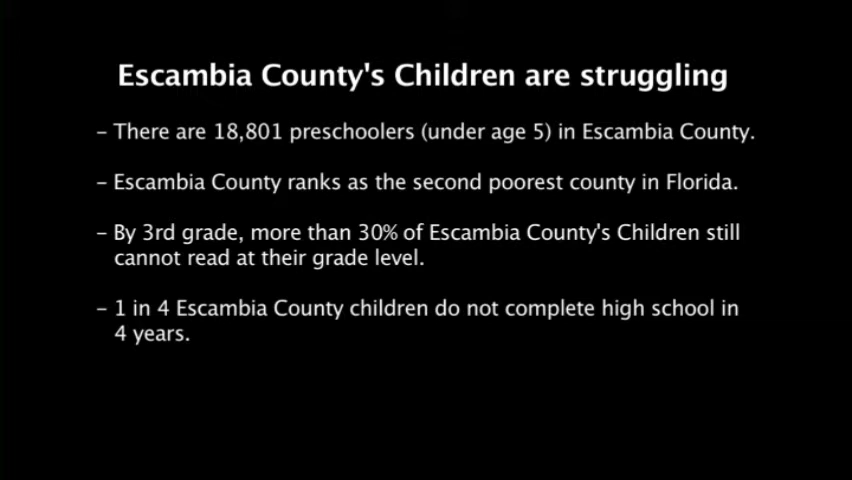 Escambia County's Children are struggling
– There are 18,801 preschoolers (under age 5) in Escambia County.
– Escambia County ranks as the second poorest county in Florida.
– By 3rd grade, more than 30% of Escambia County's Children still
cannot read at their grade level.
– 1 in 4 Escambia County children do not complete high school in
4 years.